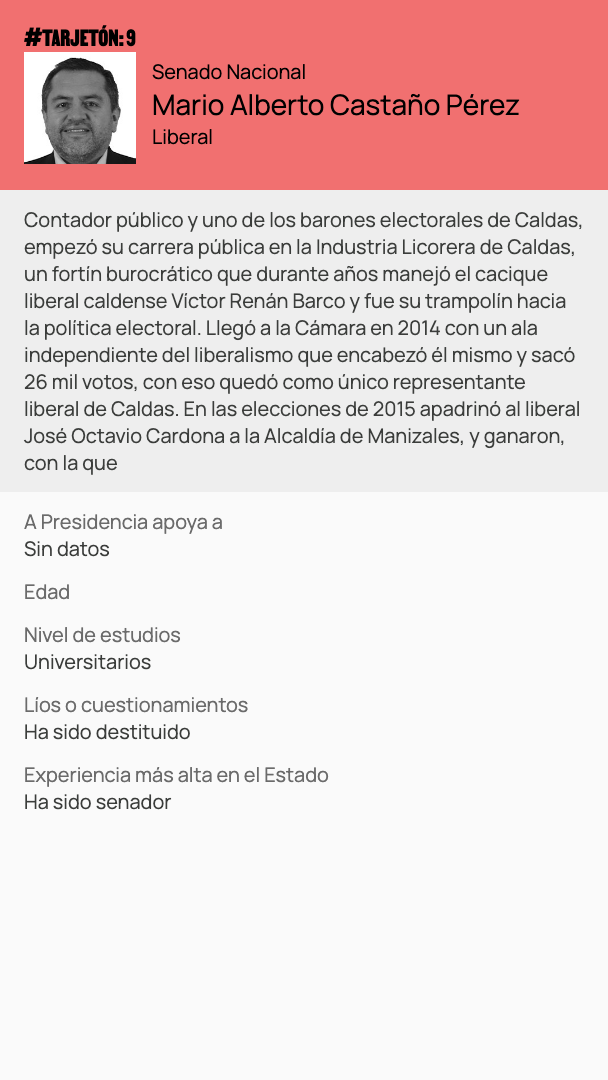 #TARJETÓN: 9
Senado Nacional
Mario Alberto Castaño Pérez
Liberal
Contador público y uno de los barones electorales de Caldas,
empezó su carrera pública en la Industria Licorera de Caldas,
un fortín burocrático que durante años manejó el cacique
liberal caldense Víctor Renán Barco y fue su trampolín hacia
la política electoral. Llegó a la Cámara en 2014 con un ala
independiente del liberalismo que encabezó él mismo y sacó
26 mil votos, con eso quedó como único representante
liberal de Caldas. En las elecciones de 2015 apadrinó al liberal
José Octavio Cardona a la Alcaldía de Manizales, y ganaron,
con la que
A Presidencia apoya a
Sin datos
Edad
Nivel de estudios
Universitarios
Líos o cuestionamientos
Ha sido destituido
Experiencia más alta en el Estado
Ha sido senador